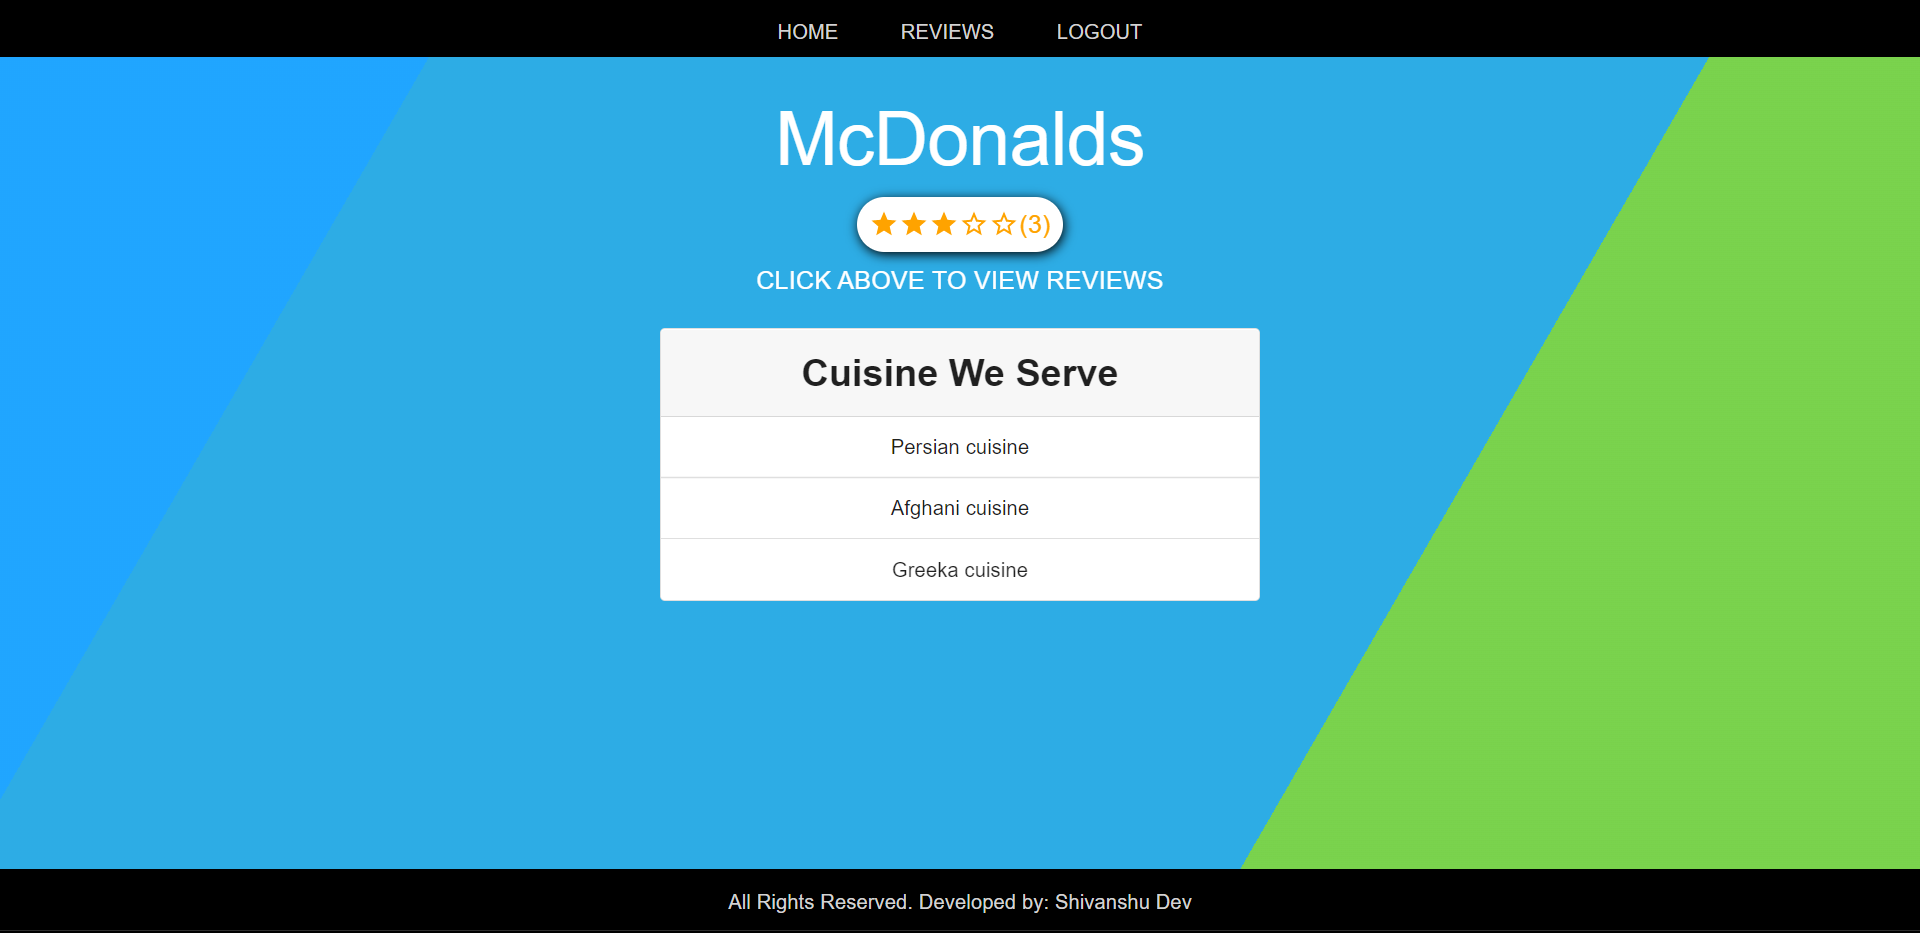 HOME REVIEWS LOGOUT
McDonalds
(3)
CLICK ABOVE TO VIEW REVIEWS
Cuisine We Serve
Persian cuisine
Afghani cuisine
Greeka cuisine
All Rights Reserved. Developed by: Shivanshu Dev